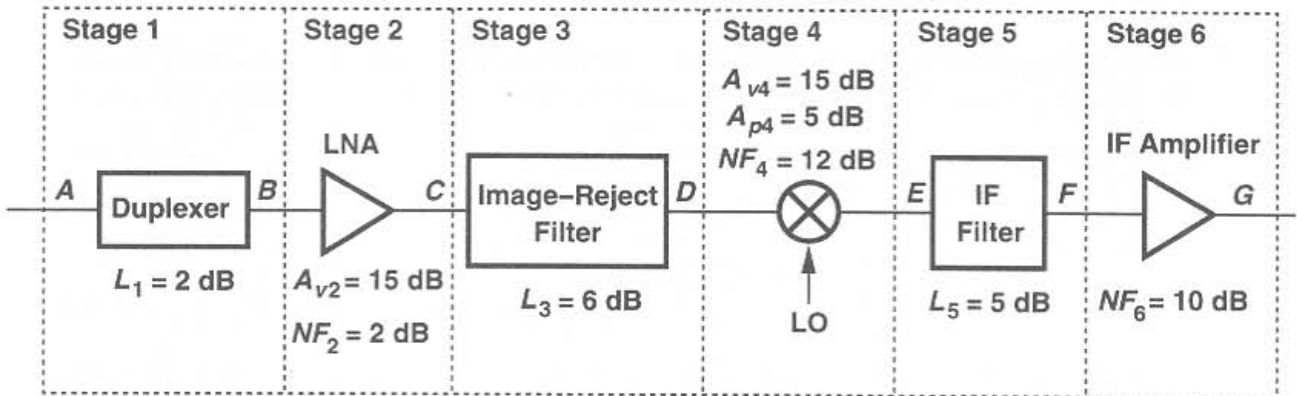 Stage 1
Stage 2
Stage 3
Stage 4
Stage 5
Stage 6
A_v4 = 15 dB
A_p4 = 5 dB
NF_4 = 12 dB
LNA
IF Amplifier
A
Duplexer
B
C
Image-Reject
Filter
D
E
IF
Filter
F
G
L_1 = 2 dB
A_v2 = 15 dB
NF_2 = 2 dB
L_3 = 6 dB
LO
L_5 = 5 dB
NF_6 = 10 dB